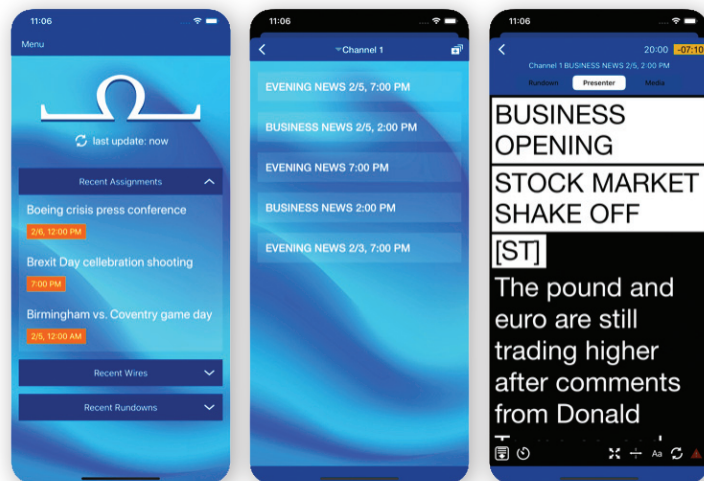 11:06
Menu
last update: now
Recent Assignments
Boeing crisis press conference
2/6, 12:00 PM
Brexit Day cellebration shooting
7:00 PM
Birmingham vs. Coventry game day
2/5, 12:00 AM
Recent Wires
Recent Rundowns
11:06
Channel 1
EVENING NEWS 2/5, 7:00 PM
BUSINESS NEWS 2/5, 2:00 PM
EVENING NEWS 7:00 PM
BUSINESS NEWS 2:00 PM
EVENING NEWS 2/3, 7:00 PM
11:06
20:00 -07:10
Channel 1 BUSINESS NEWS 2/5, 2:00 PM
Rundown Presenter Media
BUSINESS
OPENING
STOCK MARKET
SHAKE OFF
[ST]
The pound and
euro are still
trading higher
after comments
from Donald
Aa